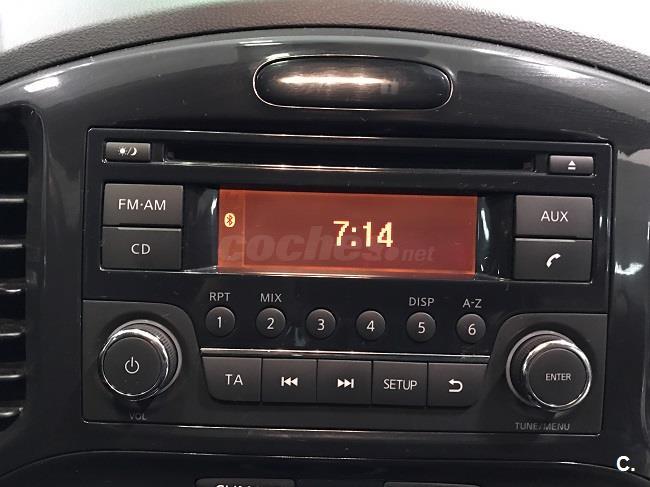 FM·AM
AUX
7:14
coches.net
CD
RPT MIX DISP A-Z
1 2 3 4 5 6
TA SETUP ENTER
VOL
TUNE/MENU
C.